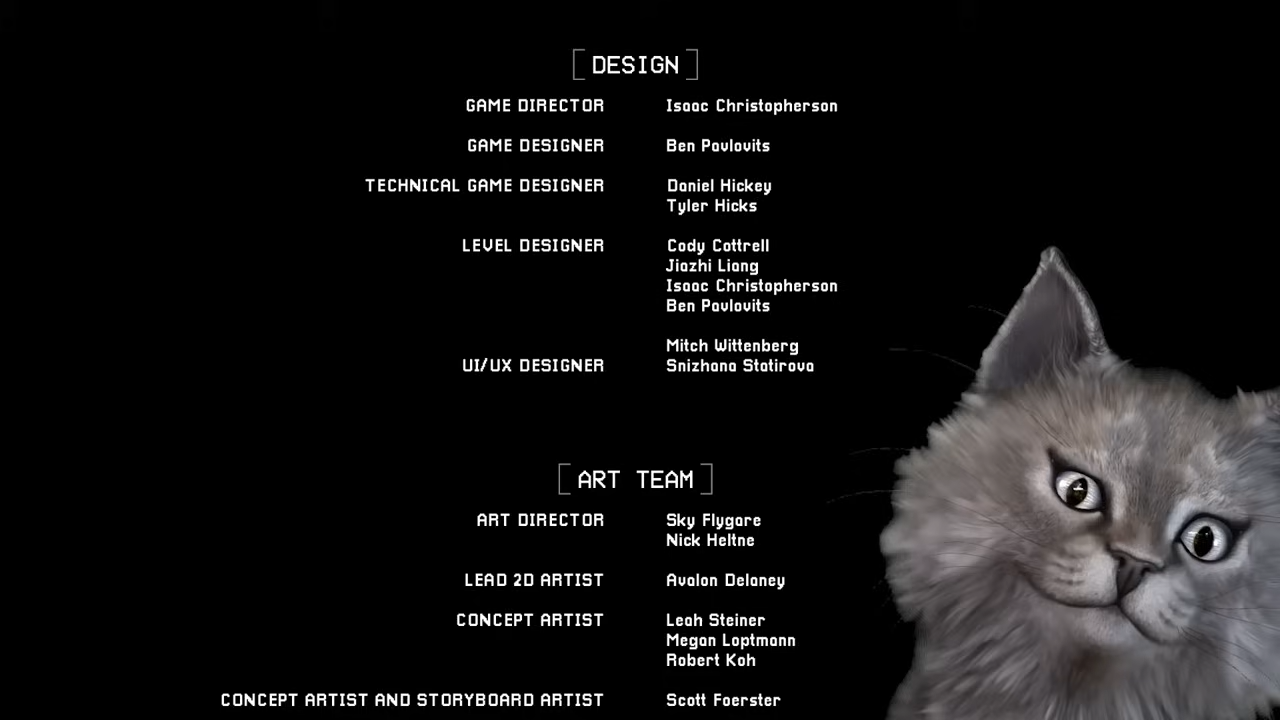 [DESIGN]
GAME DIRECTOR Isaac Christopherson
GAME DESIGNER Ben Pavlovits
TECHNICAL GAME DESIGNER Daniel Hickey
Tyler Hicks
LEVEL DESIGNER Cody Cottrell
Jiazhi Liang
Isaac Christopherson
Ben Pavlovits
Mitch Wittenberg
UI/UX DESIGNER Snizhana Statirova
[ART TEAM]
ART DIRECTOR Sky Flygare
Nick Heltne
LEAD 2D ARTIST Avalon Delaney
CONCEPT ARTIST Leah Steiner
Megan Loptmann
Robert Koh
CONCEPT ARTIST AND STORYBOARD ARTIST Scott Foerster